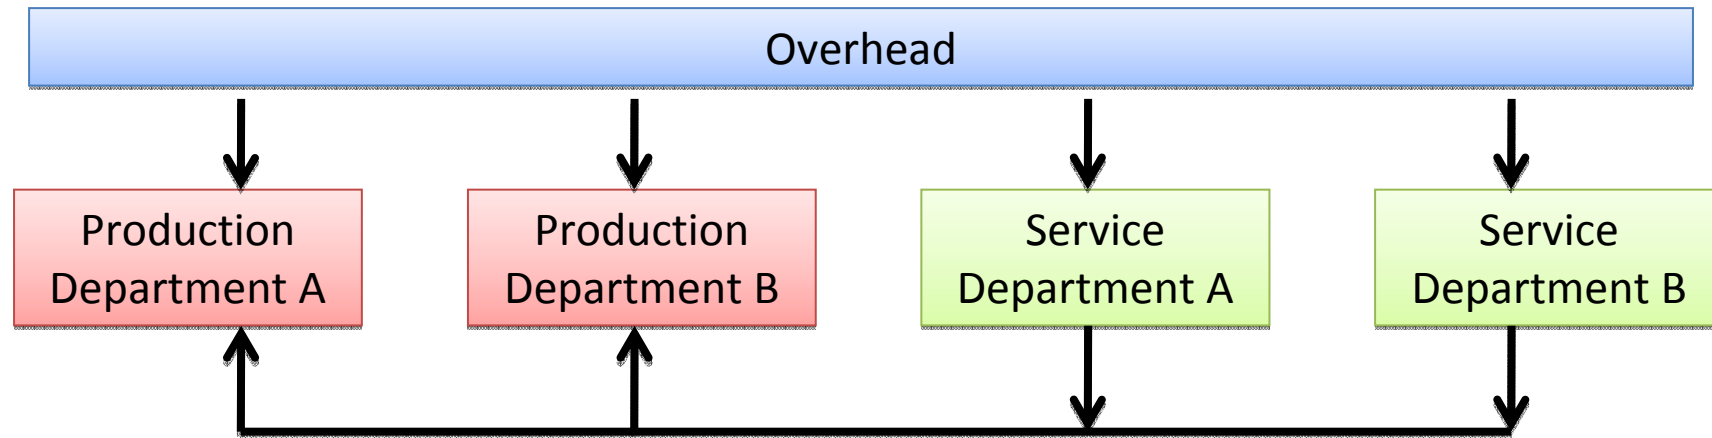 Overhead
Production
Department A
Production
Department B
Service
Department A
Service
Department B